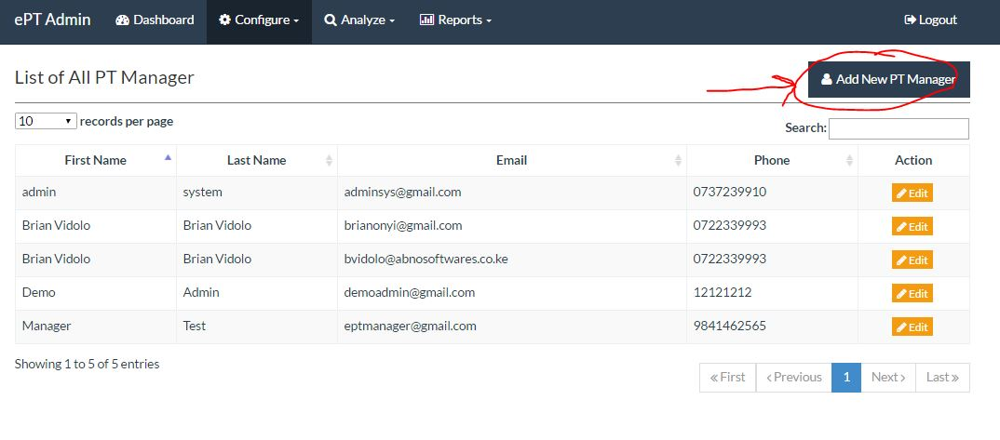 ePT Admin Dashboard Configure Analyze Reports Logout
List of All PT Manager Add New PT Manager
10 records per page
Search:
First Name Last Name Email Phone Action
admin system adminsys@gmail.com 0737239910 Edit
Brian Vidolo Brian Vidolo brianonyi@gmail.com 0722339993 Edit
Brian Vidolo Brian Vidolo bvidolo@abnosoftwares.co.ke 0722339993 Edit
Demo Admin demoadmin@gmail.com 12121212 Edit
Manager Test eptmanager@gmail.com 9841462565 Edit
Showing 1 to 5 of 5 entries
« First ‹ Previous 1 Next › Last »